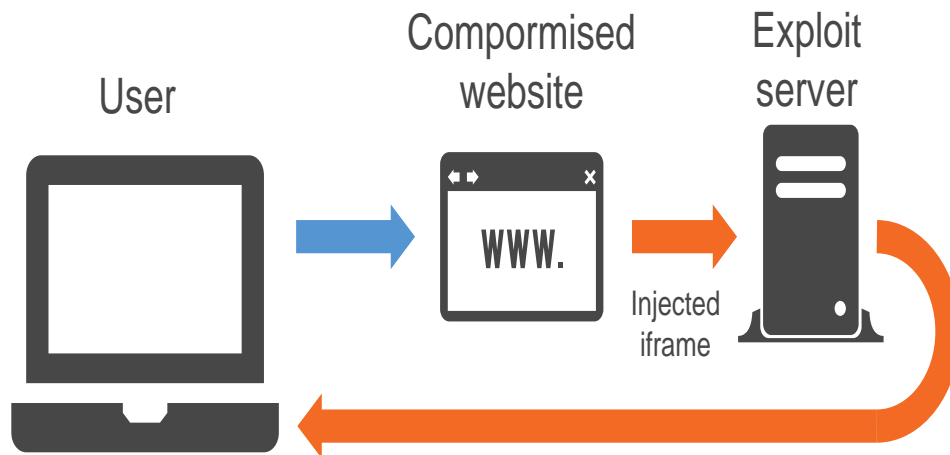 User
Compormised
website
Exploit
server
www.
Injected
iframe